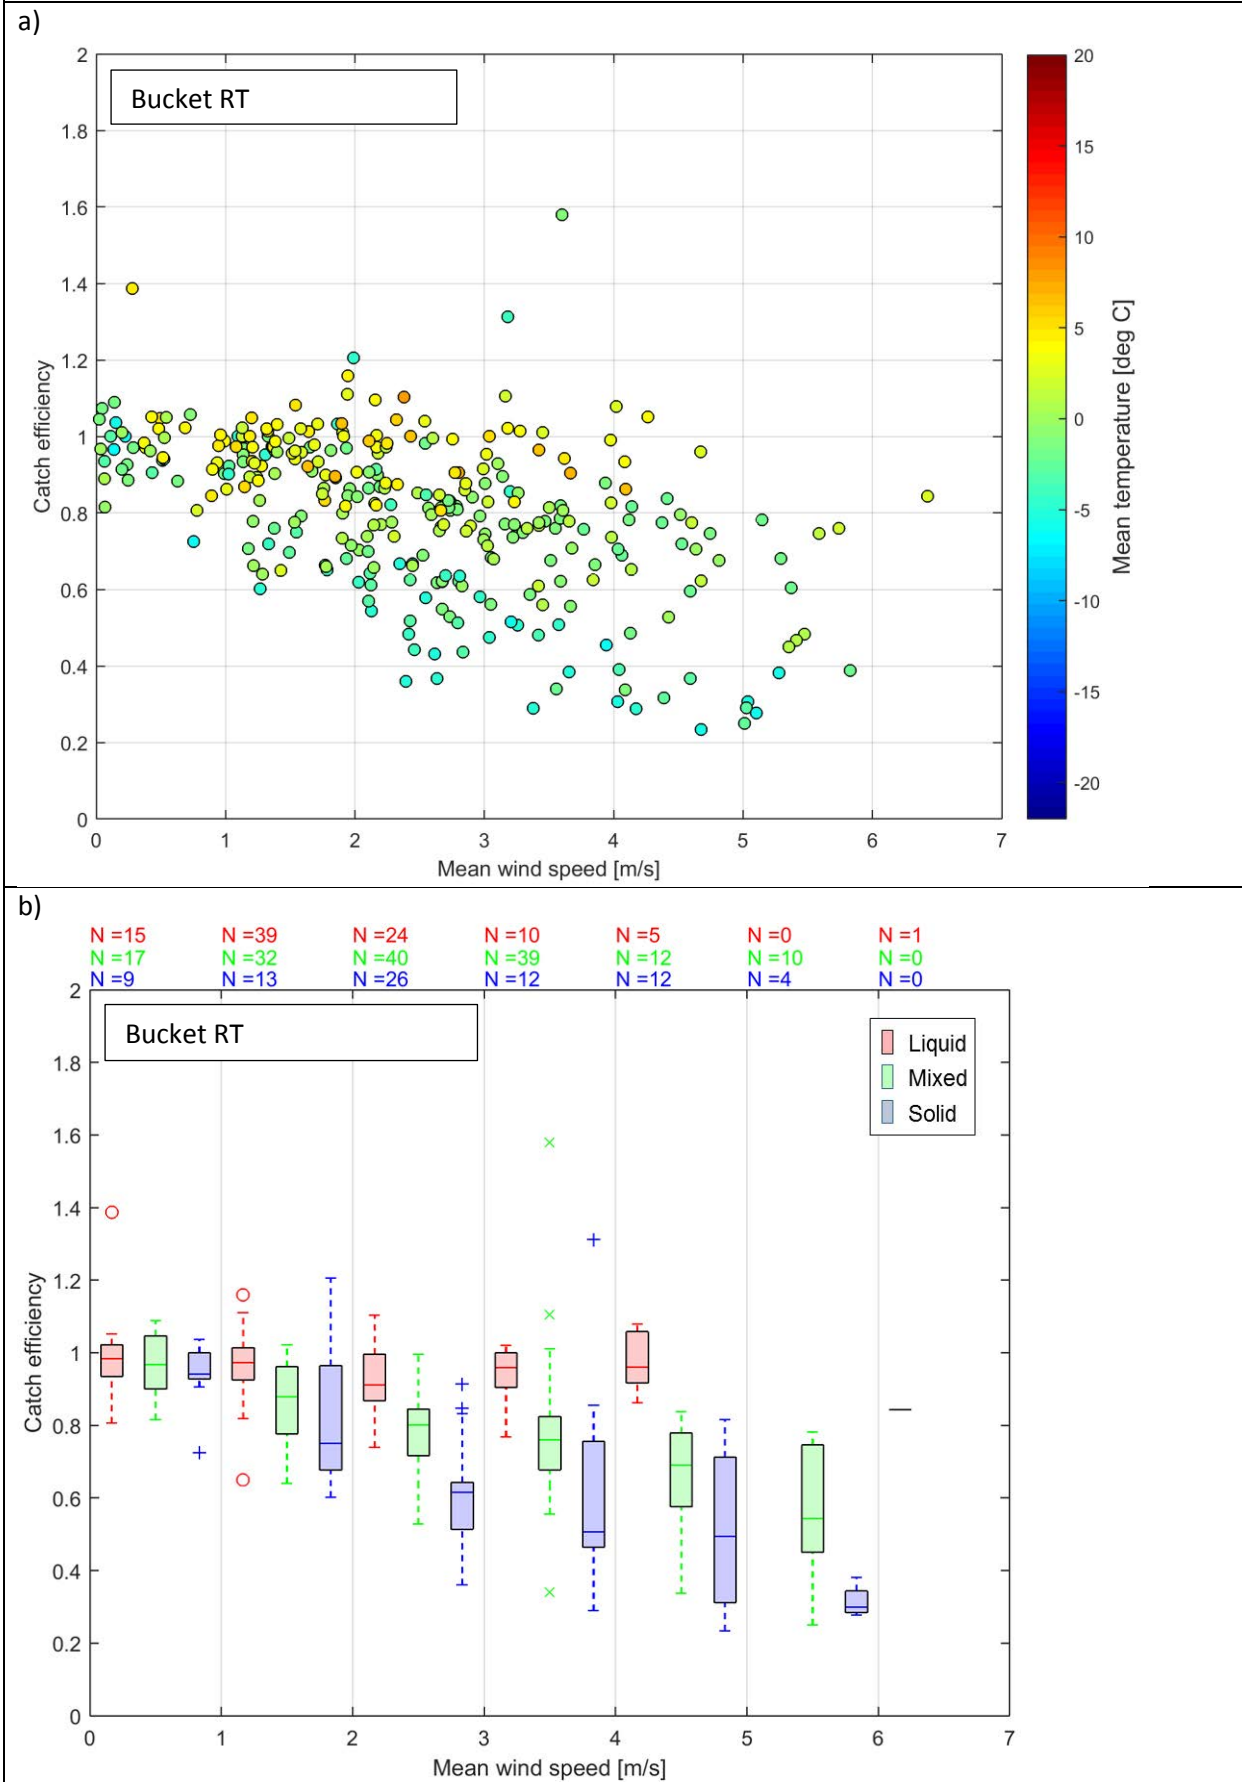 a)
Bucket RT
2
1.8
1.6
1.4
1.2
1
0.8
0.6
0.4
0.2
0
Catch efficiency
0 1 2 3 4 5 6 7
Mean wind speed [m/s]
20
15
10
5
0
-5
-10
-15
-20
Mean temperature [deg C]
b)
N =15 N =39 N =24 N =10 N =5 N =0 N =1
N =17 N =32 N =40 N =39 N =12 N =10 N =0
N =9 N =13 N =26 N =12 N =12 N =4 N =0
Bucket RT
Liquid
Mixed
Solid
2
1.8
1.6
1.4
1.2
1
0.8
0.6
0.4
0.2
0
Catch efficiency
0 1 2 3 4 5 6 7
Mean wind speed [m/s]